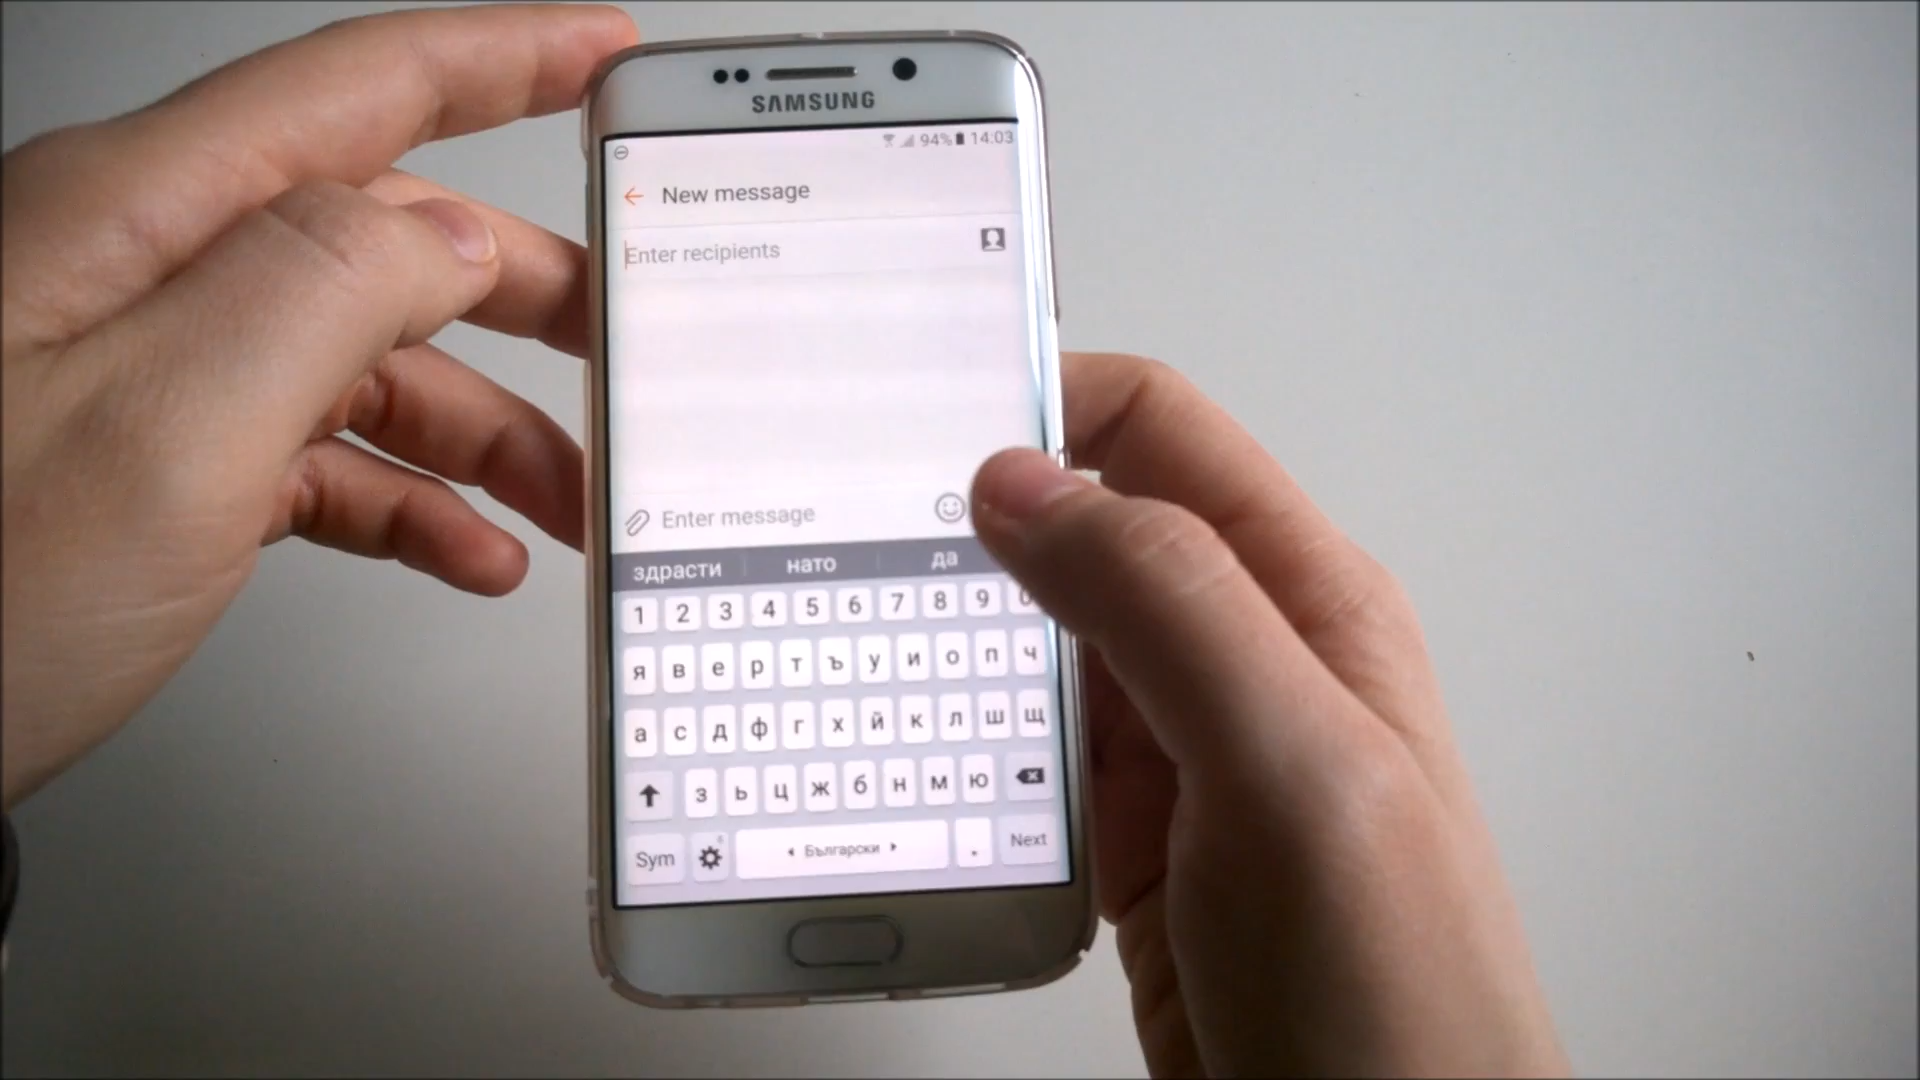 SAMSUNG
94% 14:03
New message
Enter recipients
Enter message
здрасти нато да
1 2 3 4 5 6 7 8 9 0
я в е р т ъ у и о п ч
а с д ф г х й к л ш щ
з ь ц ж б н м ю
Sym Български . Next